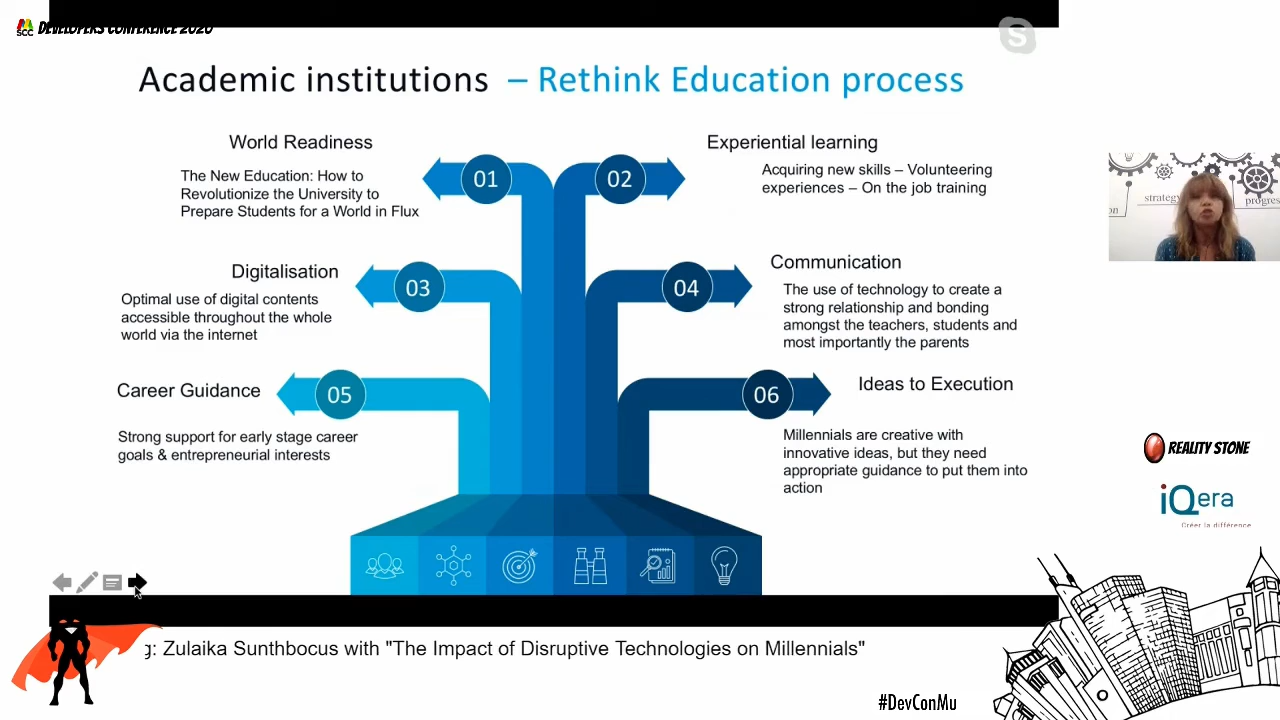 SCC DEVELOPERS CONFERENCE 2020
S
Academic institutions – Rethink Education process
World Readiness
The New Education: How to
Revolutionize the University to
Prepare Students for a World in Flux
01
02
Experiential learning
Acquiring new skills – Volunteering
experiences – On the job training
Digitalisation
Optimal use of digital contents
accessible throughout the whole
world via the internet
03
04
Communication
The use of technology to create a
strong relationship and bonding
amongst the teachers, students and
most importantly the parents
Career Guidance
Strong support for early stage career
goals & entrepreneurial interests
05
06
Ideas to Execution
Millennials are creative with
innovative ideas, but they need
appropriate guidance to put them into
action
strategy
progres
on
REALITY STONE
iQera
Créer la différence
g: Zulaika Sunthbocus with "The Impact of Disruptive Technologies on Millennials"
#DevConMu